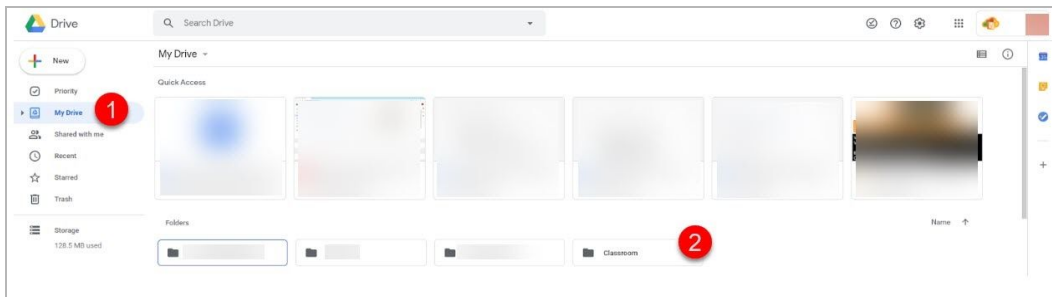 Drive
Search Drive
New
My Drive
Priority
Quick Access
My Drive
1
Shared with me
Recent
Starred
Trash
Folders
Name
Storage
128.5 MB used
Classroom
2